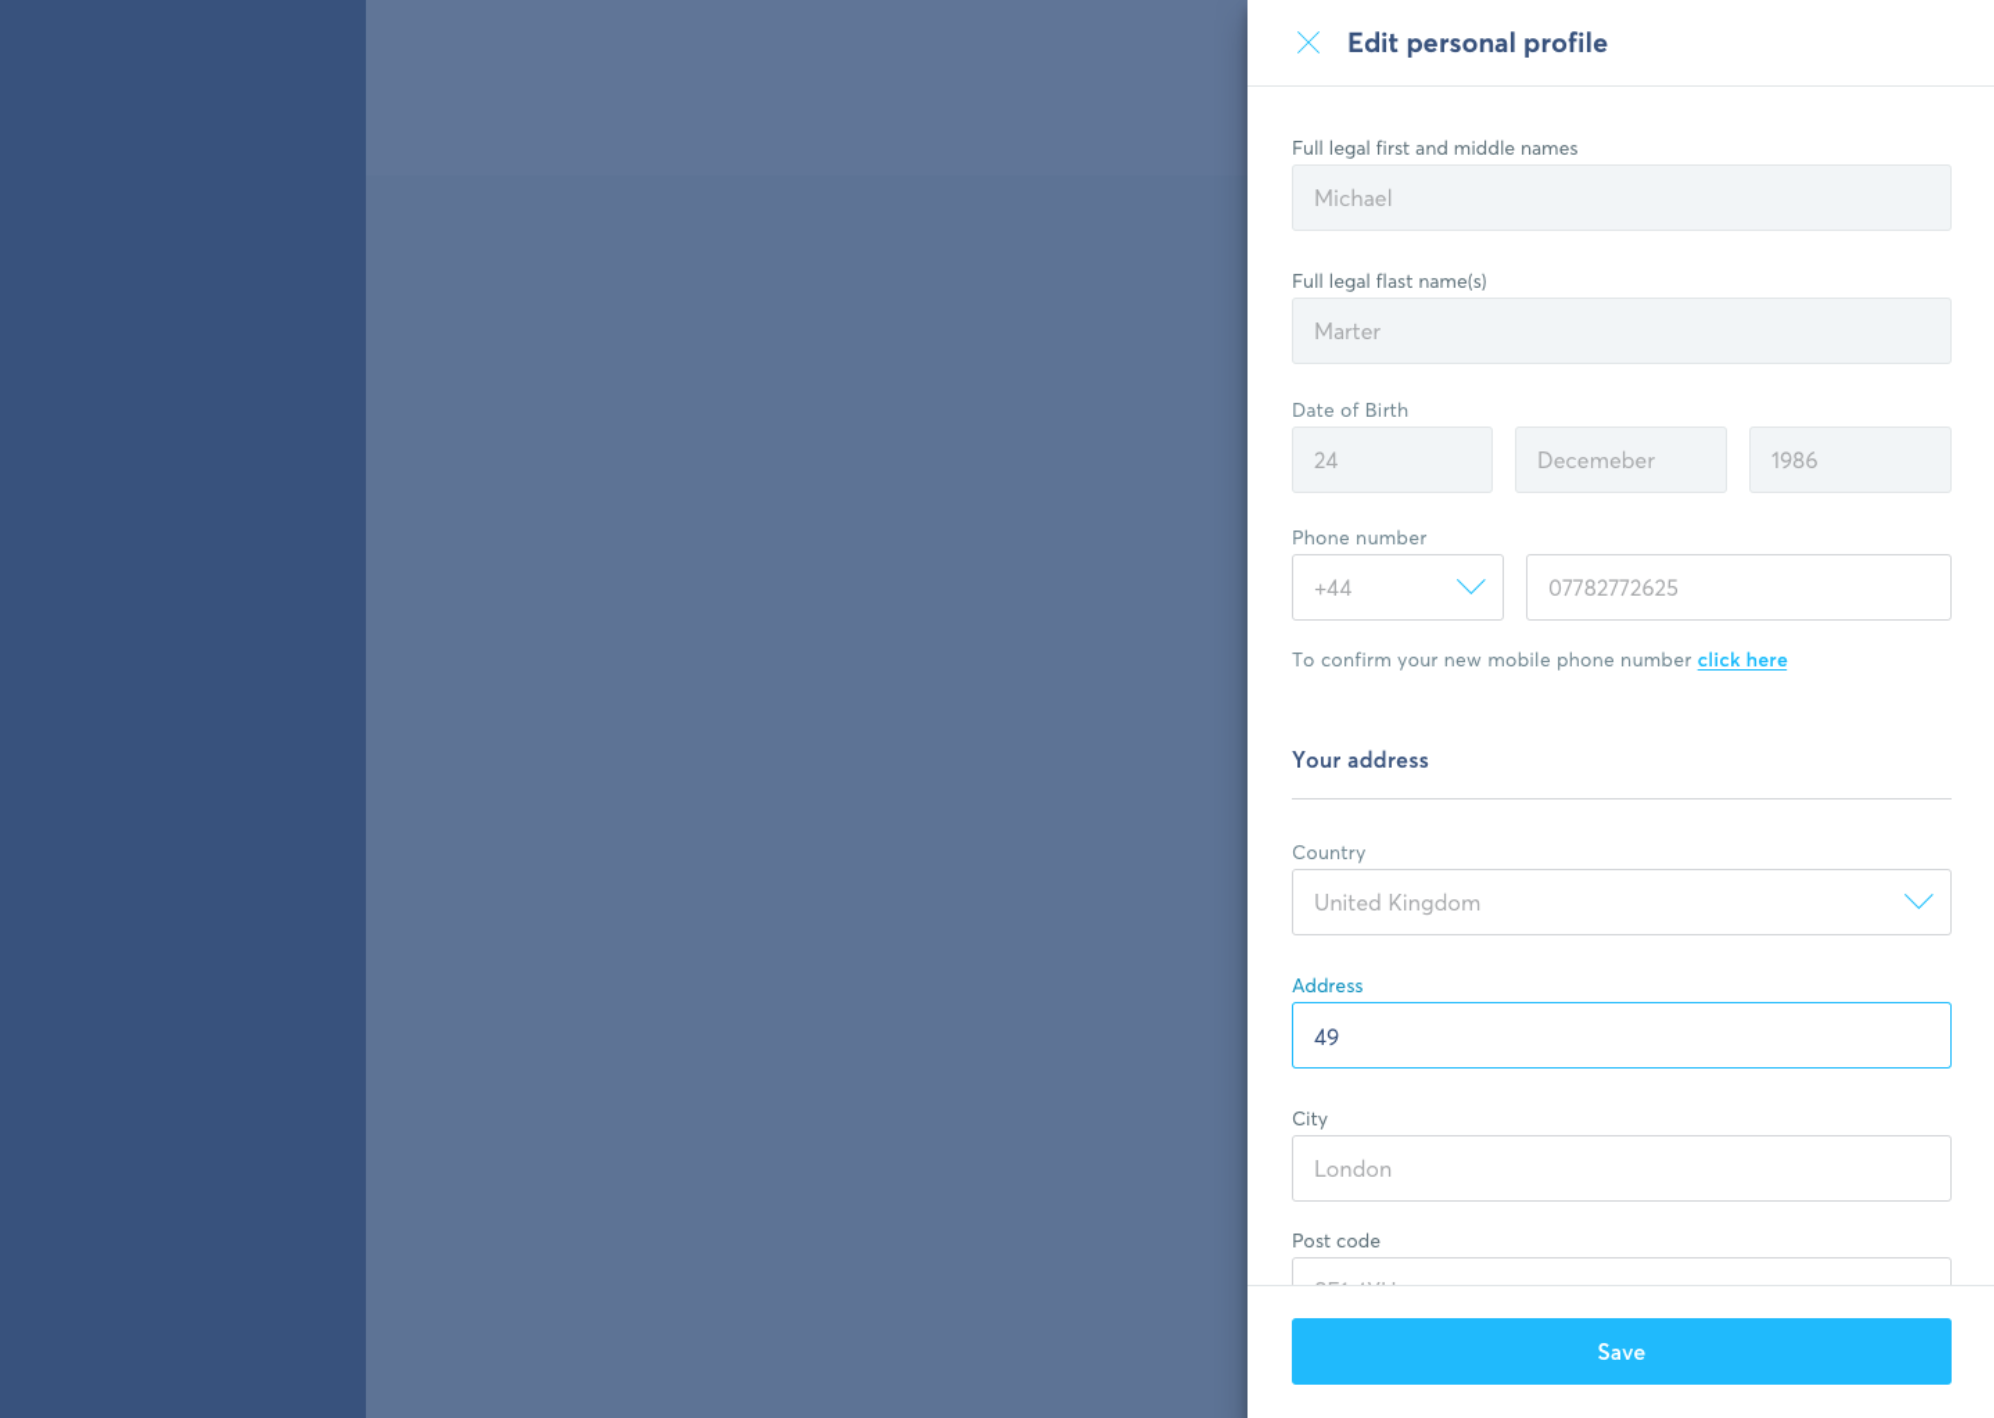 Edit personal profile
Full legal first and middle names
Michael
Full legal flast name(s)
Marter
Date of Birth
24 Decemeber 1986
Phone number
+44 07782772625
To confirm your new mobile phone number click here
Your address
Country
United Kingdom
Address
49
City
London
Post code
Save